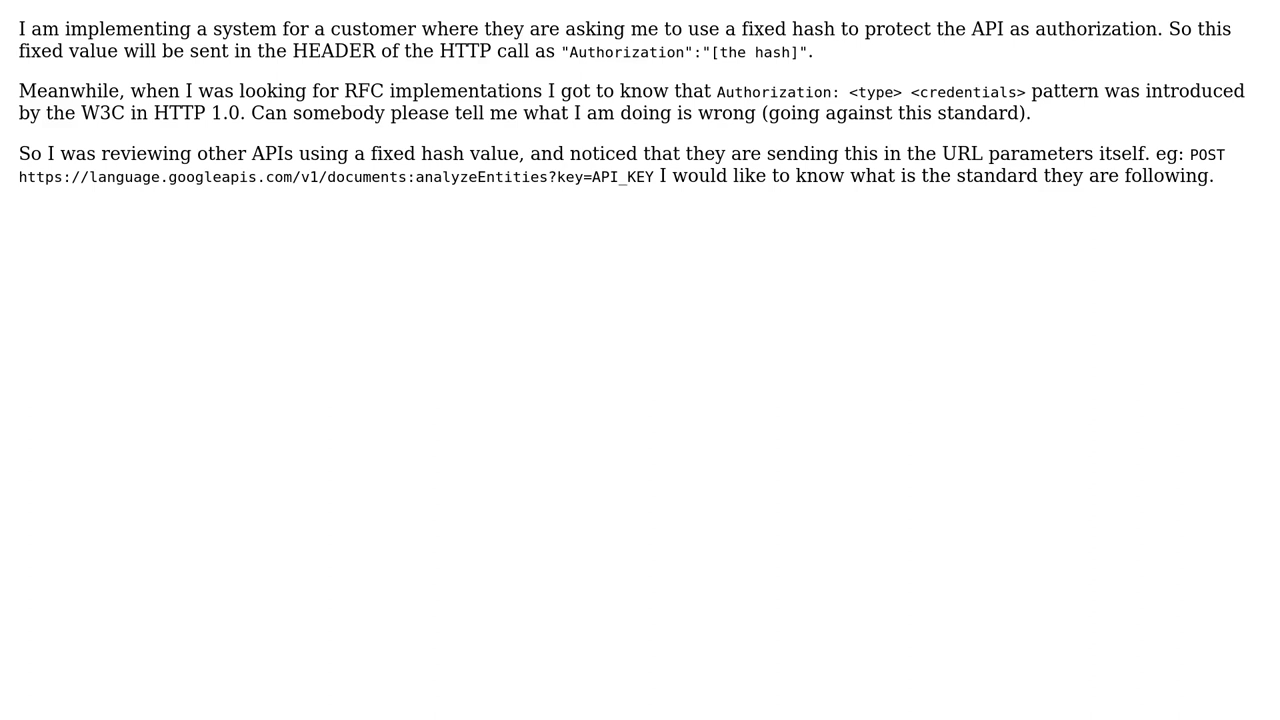 I am implementing a system for a customer where they are asking me to use a fixed hash to protect the API as authorization. So this
fixed value will be sent in the HEADER of the HTTP call as "Authorization":"[the hash]".
Meanwhile, when I was looking for RFC implementations I got to know that Authorization: <type> <credentials> pattern was introduced
by the W3C in HTTP 1.0. Can somebody please tell me what I am doing is wrong (going against this standard).
So I was reviewing other APIs using a fixed hash value, and noticed that they are sending this in the URL parameters itself. eg: POST
https://language.googleapis.com/v1/documents:analyzeEntities?key=API_KEY I would like to know what is the standard they are following.